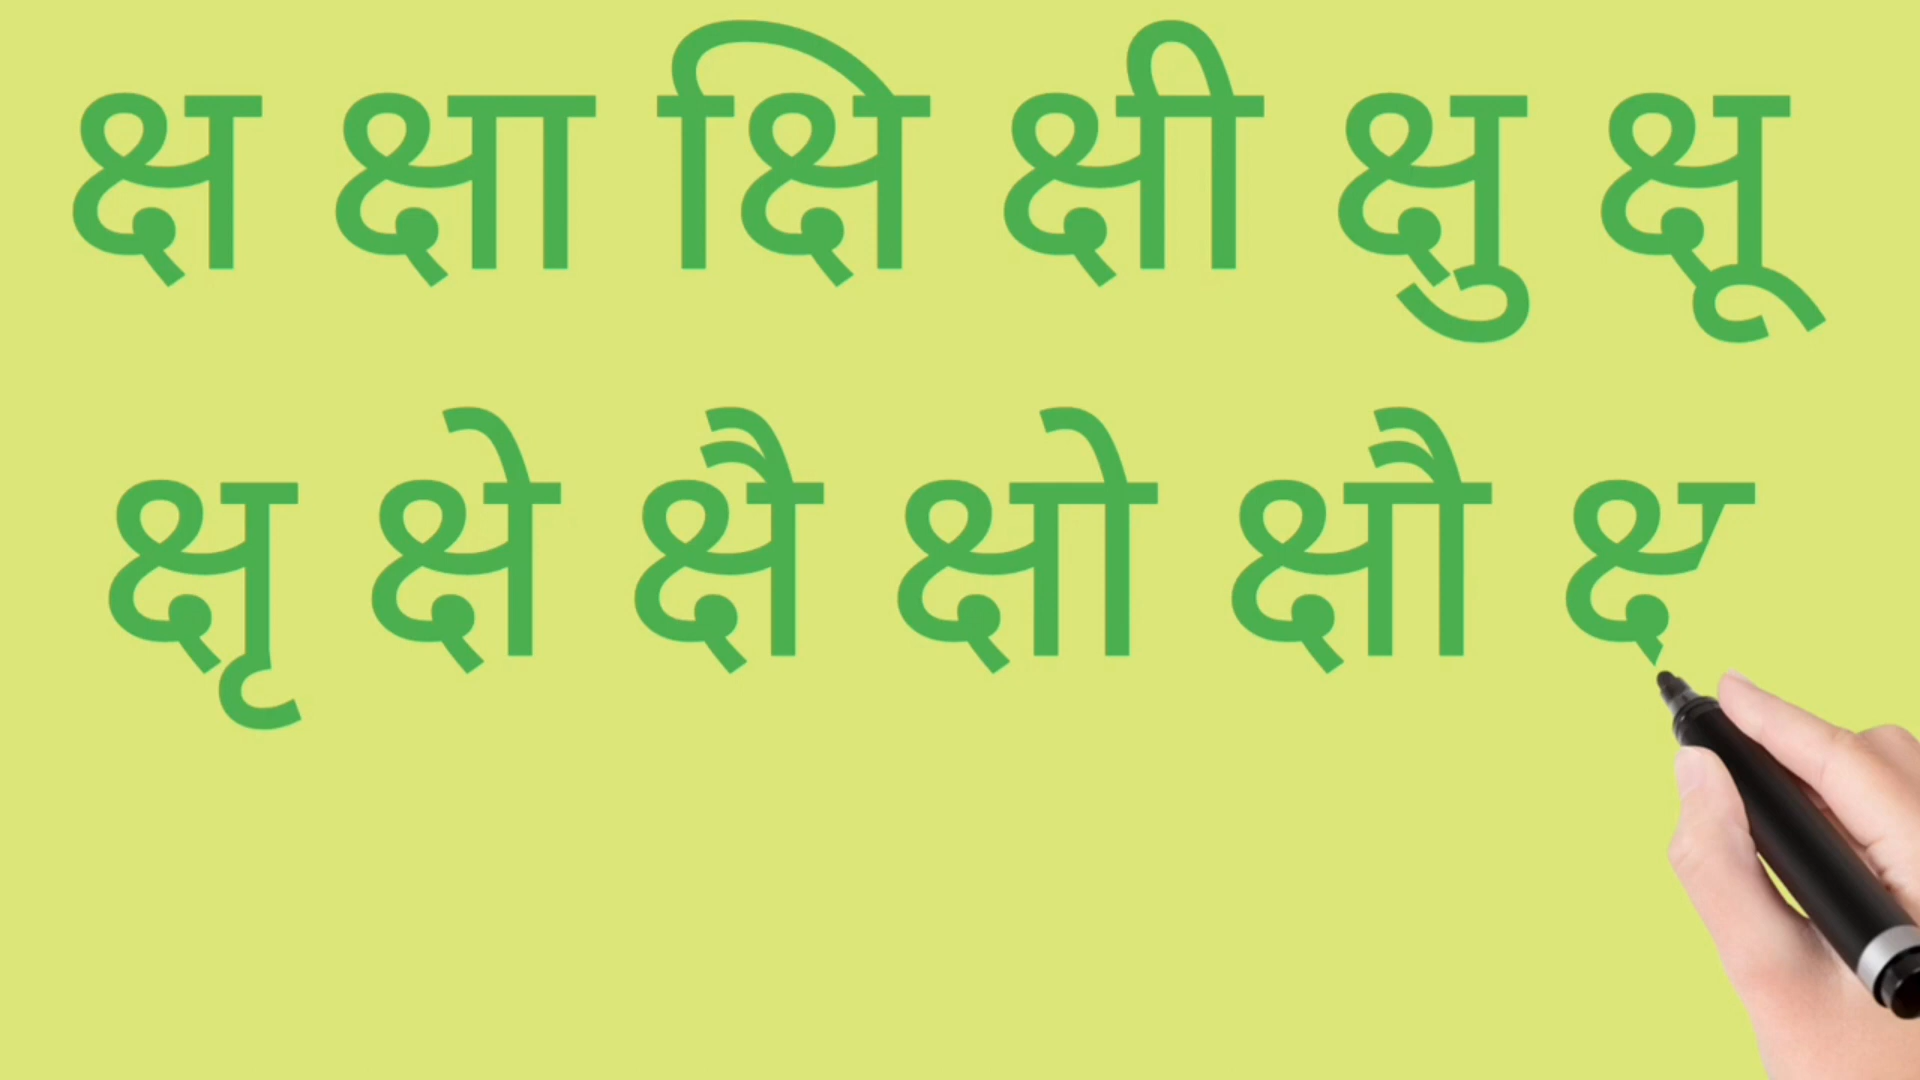 क्ष क्षा क्षि क्षी क्षु क्षू
क्षृ क्षे क्षै क्षो क्षौ